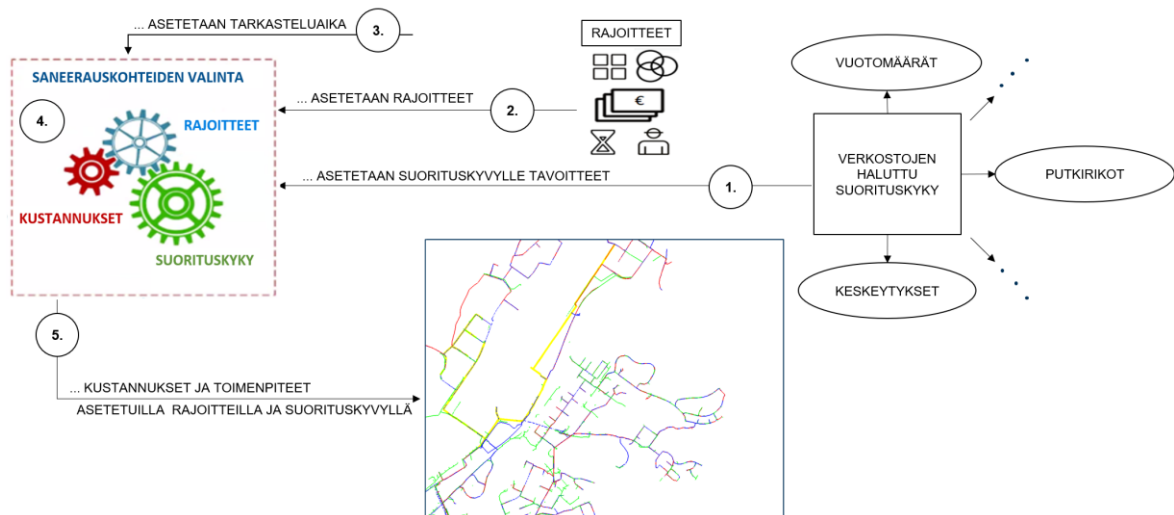 ... ASETETAAN TARKASTELUAIKA
3.
RAJOITTEET
VUOTOMÄÄRÄT
SANEERAUSKOHTEIDEN VALINTA
4.
RAJOITTEET
KUSTANNUKSET
SUORITUSKYKY
... ASETETAAN RAJOITTEET
2.
€
... ASETETAAN SUORITUSKYVYLLE TAVOITTEET
1.
VERKOSTOJEN
HALUTTU
SUORITUSKYKY
PUTKIRIKOT
KESKEYTYKSET
5.
... KUSTANNUKSET JA TOIMENPITEET
ASETETUILLA RAJOITTEILLA JA SUORITUSKYVYLLÄ